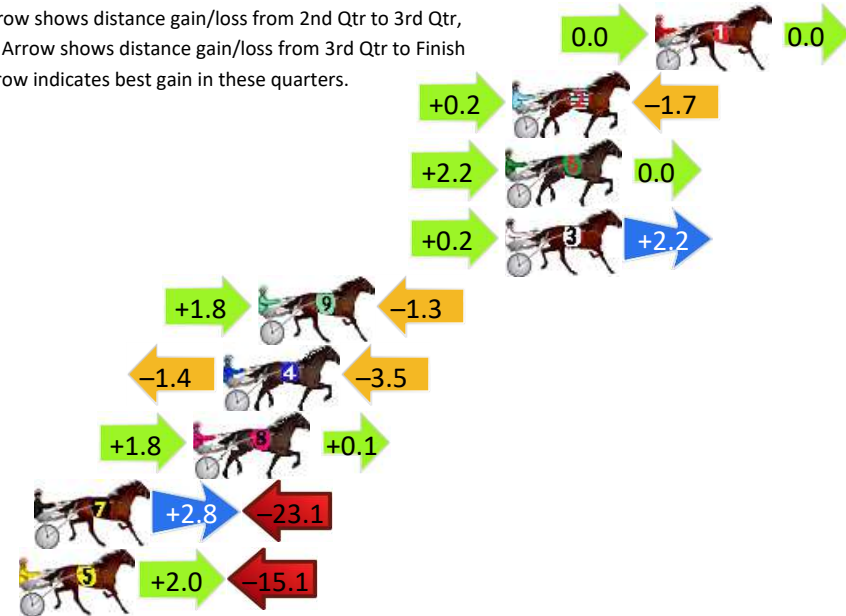 row shows distance gain/loss from 2nd Qtr to 3rd Qtr,
Arrow shows distance gain/loss from 3rd Qtr to Finish
row indicates best gain in these quarters.
0.0 1 0.0
+0.2 2 –1.7
+2.2 6 0.0
+0.2 3 +2.2
+1.8 9 –1.3
–1.4 4 –3.5
+1.8 8 +0.1
7 +2.8 –23.1
5 +2.0 –15.1